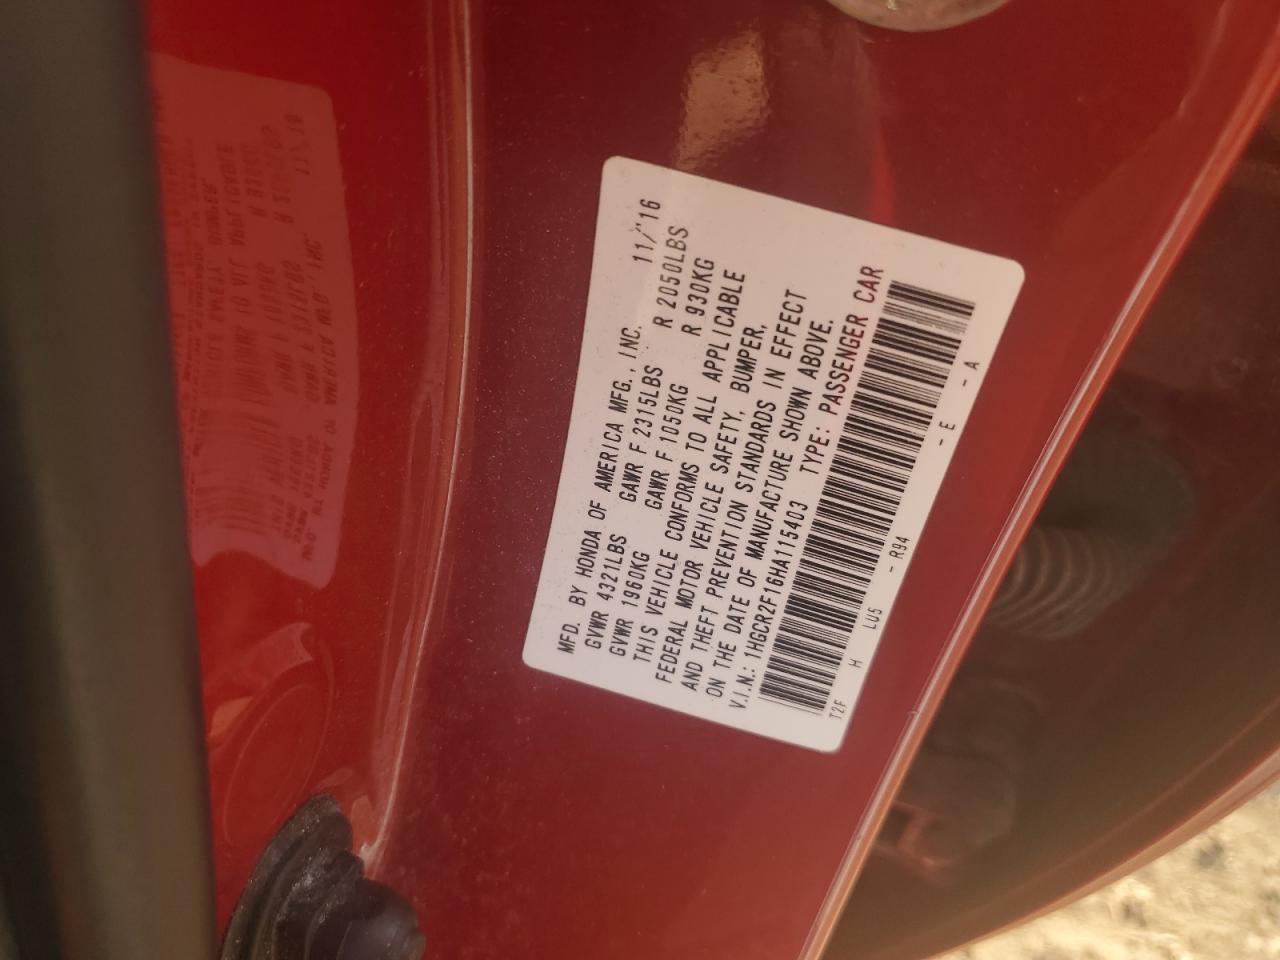 MFD. BY HONDA OF AMERICA MFG., INC. 11/'16
GVWR 4321LBS GAWR F 2315LBS R 2050LBS
GVWR 1960KG GAWR F 1050KG R 930KG
THIS VEHICLE CONFORMS TO ALL APPLICABLE
FEDERAL MOTOR VEHICLE SAFETY, BUMPER,
AND THEFT PREVENTION STANDARDS IN EFFECT
ON THE DATE OF MANUFACTURE SHOWN ABOVE.
V.I.N.: 1HGCR2F16HA115403 TYPE: PASSENGER CAR
T2F H LU5 - R94 - E - A